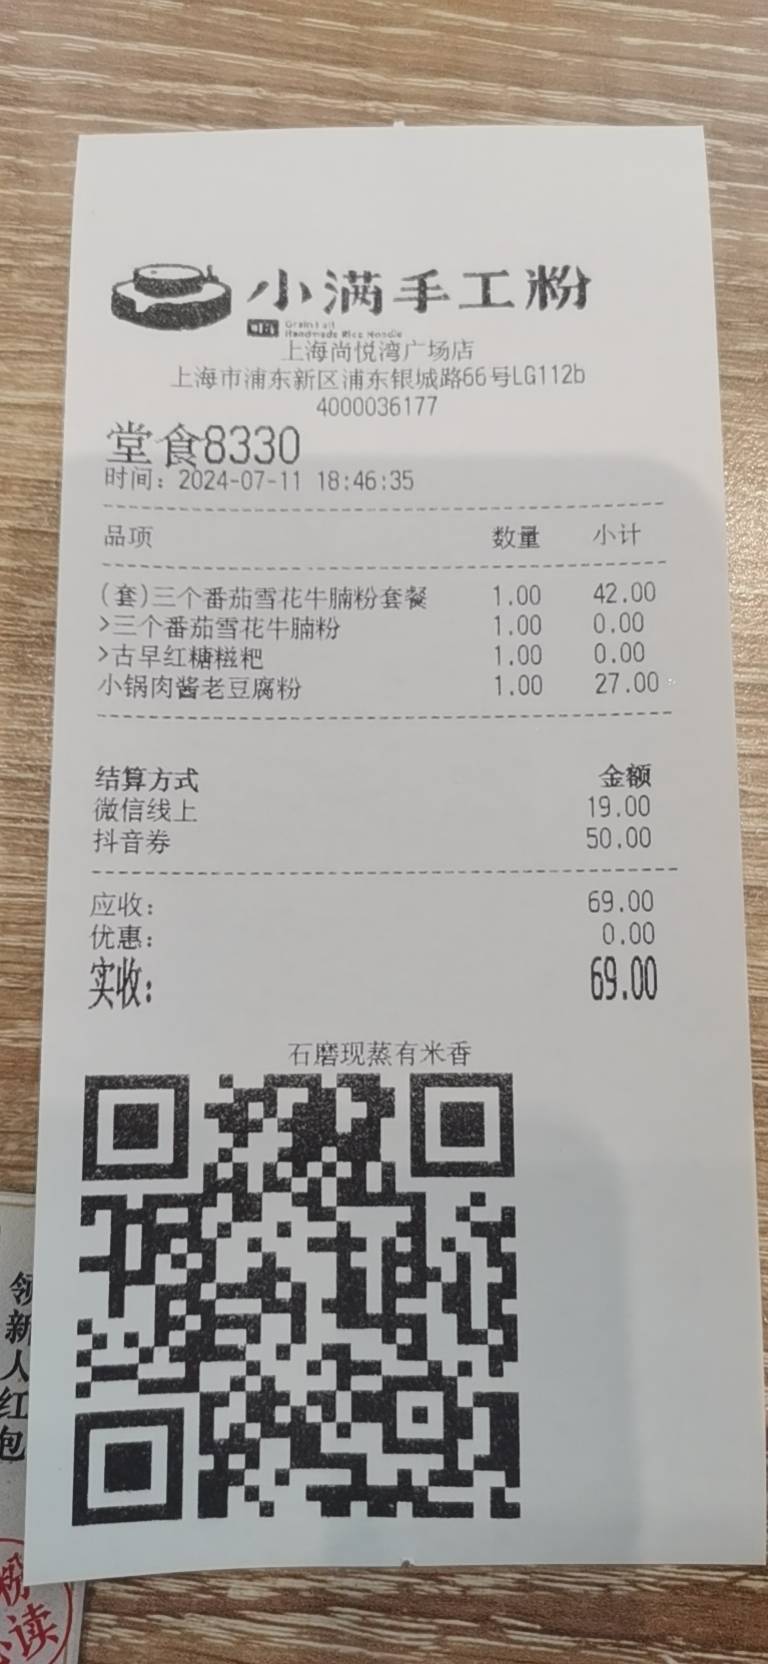 小满手工粉
Handmade Rice Noodle
上海尚悦湾广场店
上海市浦东新区浦东银城路66号LG112b
4000036177
堂食8330
时间：2024-07-11 18:46:35
品项 数量 小计
(套)三个番茄雪花牛腩粉套餐 1.00 42.00
>三个番茄雪花牛腩粉 1.00 0.00
>古早红糖糍粑 1.00 0.00
小锅肉酱老豆腐粉 1.00 27.00
结算方式 金额
微信线上 19.00
抖音券 50.00
应收： 69.00
优惠： 0.00
实收： 69.00
石磨现蒸有米香
领新人红包
读